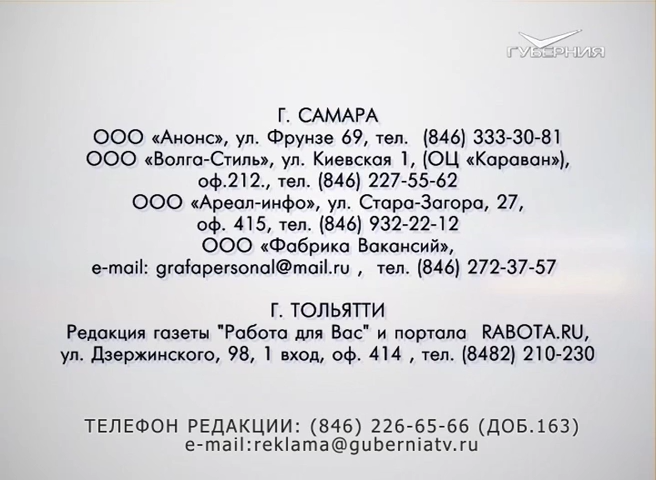 ГУБЕРНИЯ
Г. САМАРА
ООО «Анонс», ул. Фрунзе 69, тел. (846) 333-30-81
ООО «Волга-Стиль», ул. Киевская 1, (ОЦ «Караван»),
оф.212., тел. (846) 227-55-62
ООО «Ареал-инфо», ул. Стара-Загора, 27,
оф. 415, тел. (846) 932-22-12
ООО «Фабрика Вакансий»,
e-mail: grafapersonal@mail.ru , тел. (846) 272-37-57
Г. ТОЛЬЯТТИ
Редакция газеты "Работа для Вас" и портала RABOTA.RU,
ул. Дзержинского, 98, 1 вход, оф. 414 , тел. (8482) 210-230
ТЕЛЕФОН РЕДАКЦИИ: (846) 226-65-66 (ДОБ.163)
e-mail:reklama@guberniatv.ru